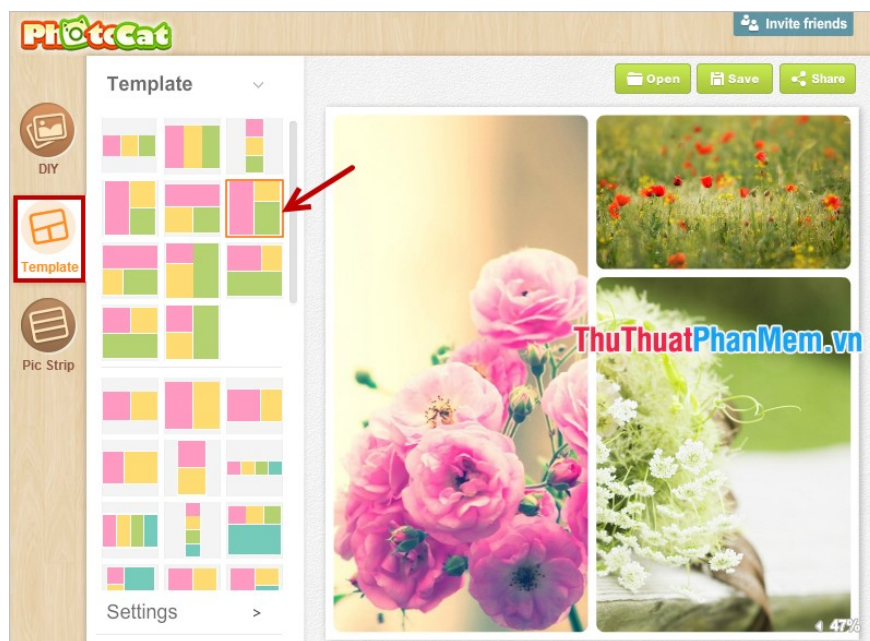 PhotoCat
Invite friends
Template
Open
Save
Share
DIY
Template
Pic Strip
ThuThuatPhanMem.vn
Settings >
47%